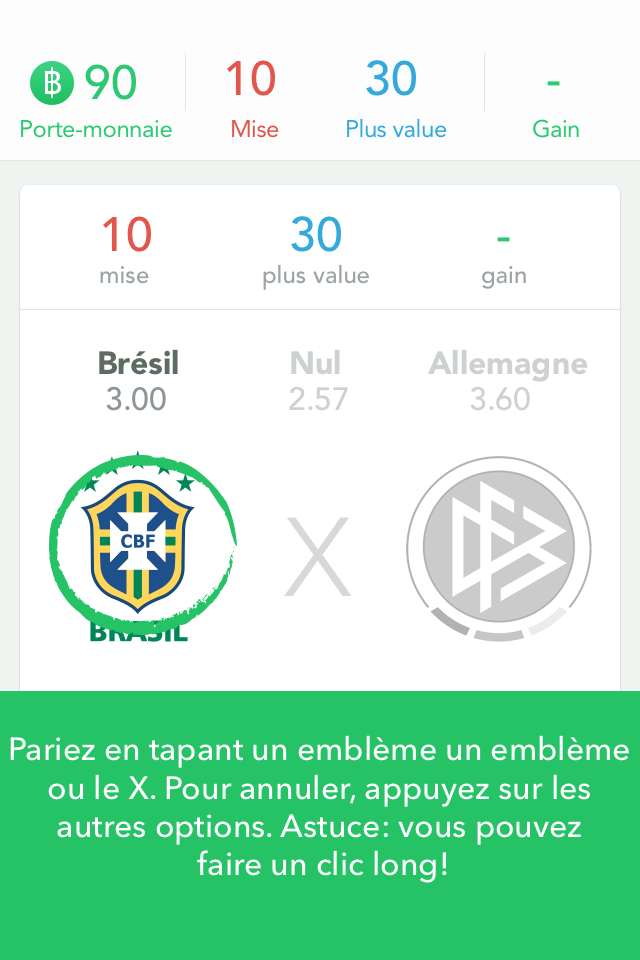 90 10 30 -
Porte-monnaie Mise Plus value Gain
10 30 -
mise plus value gain
Brésil Nul Allemagne
3.00 2.57 3.60
CBF
X
BRASIL
Pariez en tapant un emblème un emblème
ou le X. Pour annuler, appuyez sur les
autres options. Astuce: vous pouvez
faire un clic long!